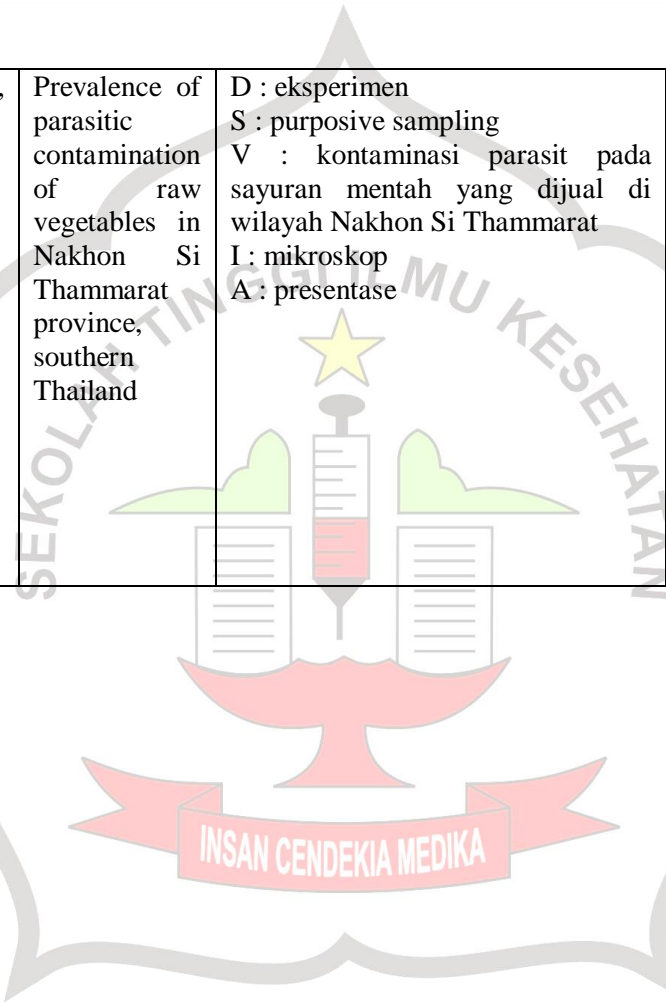 ,
Prevalence of
parasitic
contamination
of raw
vegetables in
Nakhon Si
Thammarat
province,
southern
Thailand
D : eksperimen
S : purposive sampling
V : kontaminasi parasit pada
sayuran mentah yang dijual di
wilayah Nakhon Si Thammarat
I : mikroskop
A : presentase
SEKOLAH TINGGI ILMU KESEHATAN
INSAN CENDEKIA MEDIKA